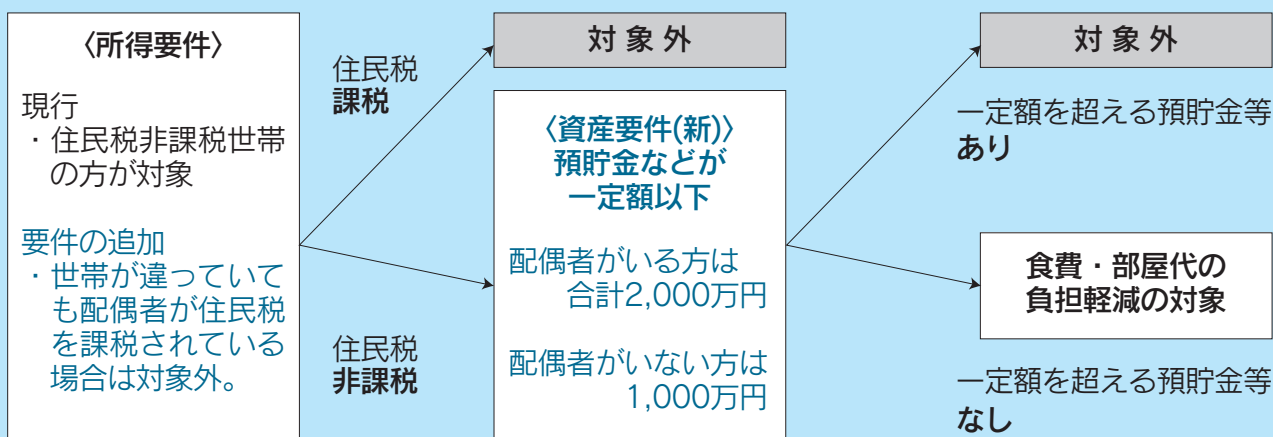 〈所得要件〉
現行
・住民税非課税世帯
の方が対象
要件の追加
・世帯が違っていて
も配偶者が住民税
を課税されている
場合は対象外。
住民税
課税
住民税
非課税
対象外
〈資産要件(新)〉
預貯金などが
一定額以下
配偶者がいる方は
合計2,000万円
配偶者がいない方は
1,000万円
対象外
一定額を超える預貯金等
あり
食費・部屋代の
負担軽減の対象
一定額を超える預貯金等
なし